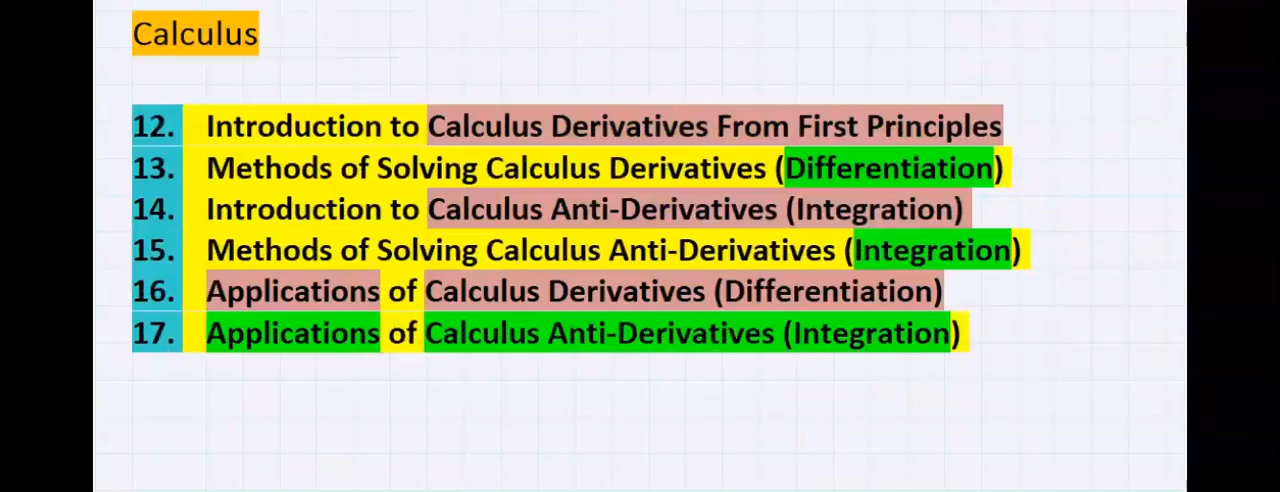 Calculus
12. Introduction to Calculus Derivatives From First Principles
13. Methods of Solving Calculus Derivatives (Differentiation)
14. Introduction to Calculus Anti-Derivatives (Integration)
15. Methods of Solving Calculus Anti-Derivatives (Integration)
16. Applications of Calculus Derivatives (Differentiation)
17. Applications of Calculus Anti-Derivatives (Integration)